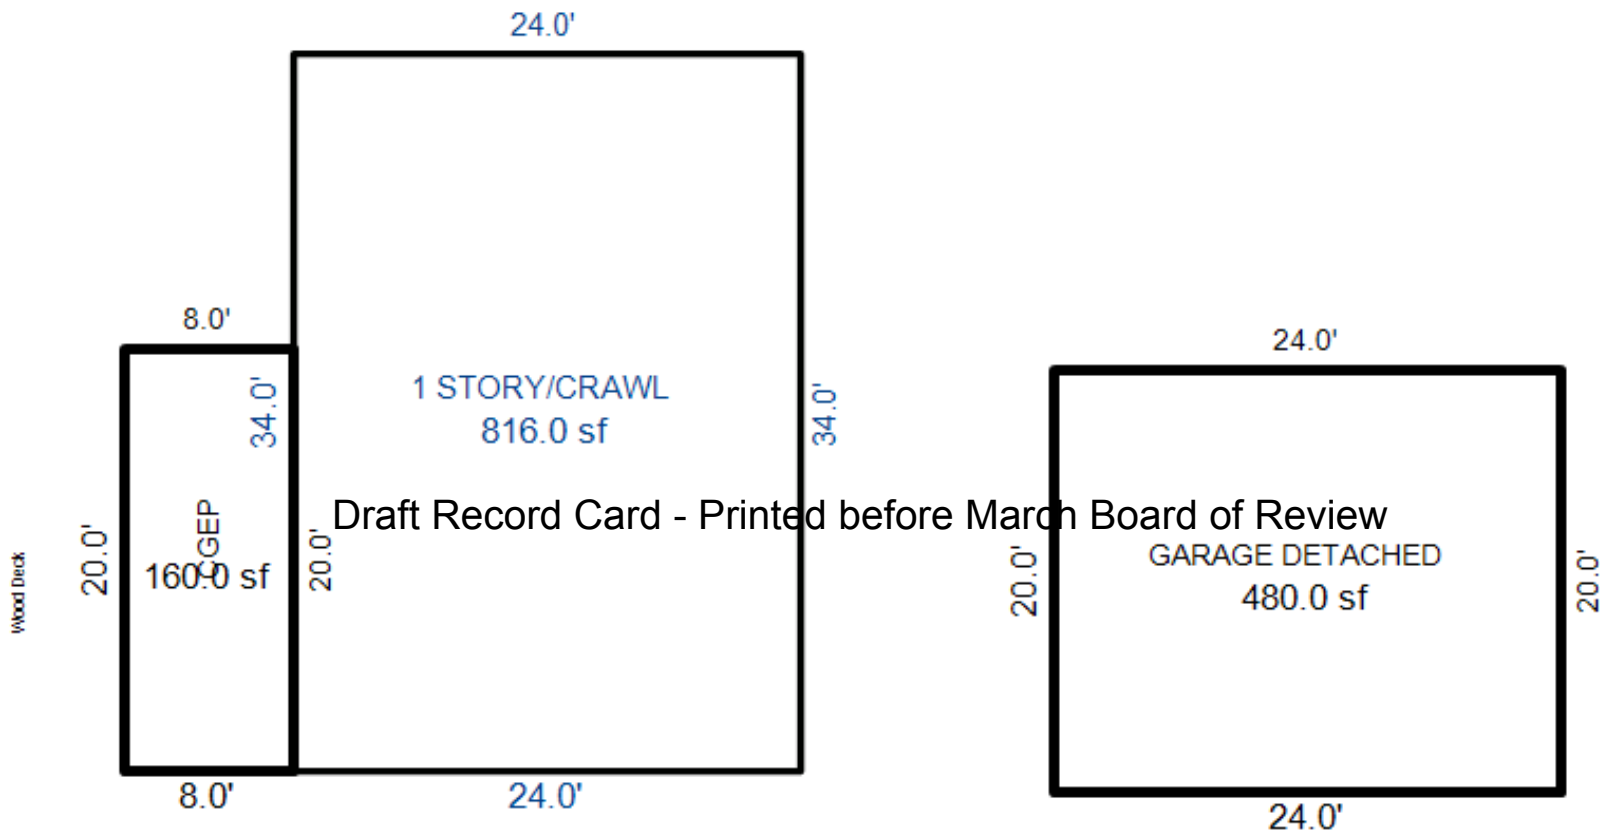 24.0'
8.0'
34.0'
1 STORY/CRAWL
816.0 sf
34.0'
24.0'
Draft Record Card - Printed before March Board of Review
Wood Deck
20.0'
CGEP
160.0 sf
20.0'
20.0'
GARAGE DETACHED
480.0 sf
20.0'
8.0'
24.0'
24.0'